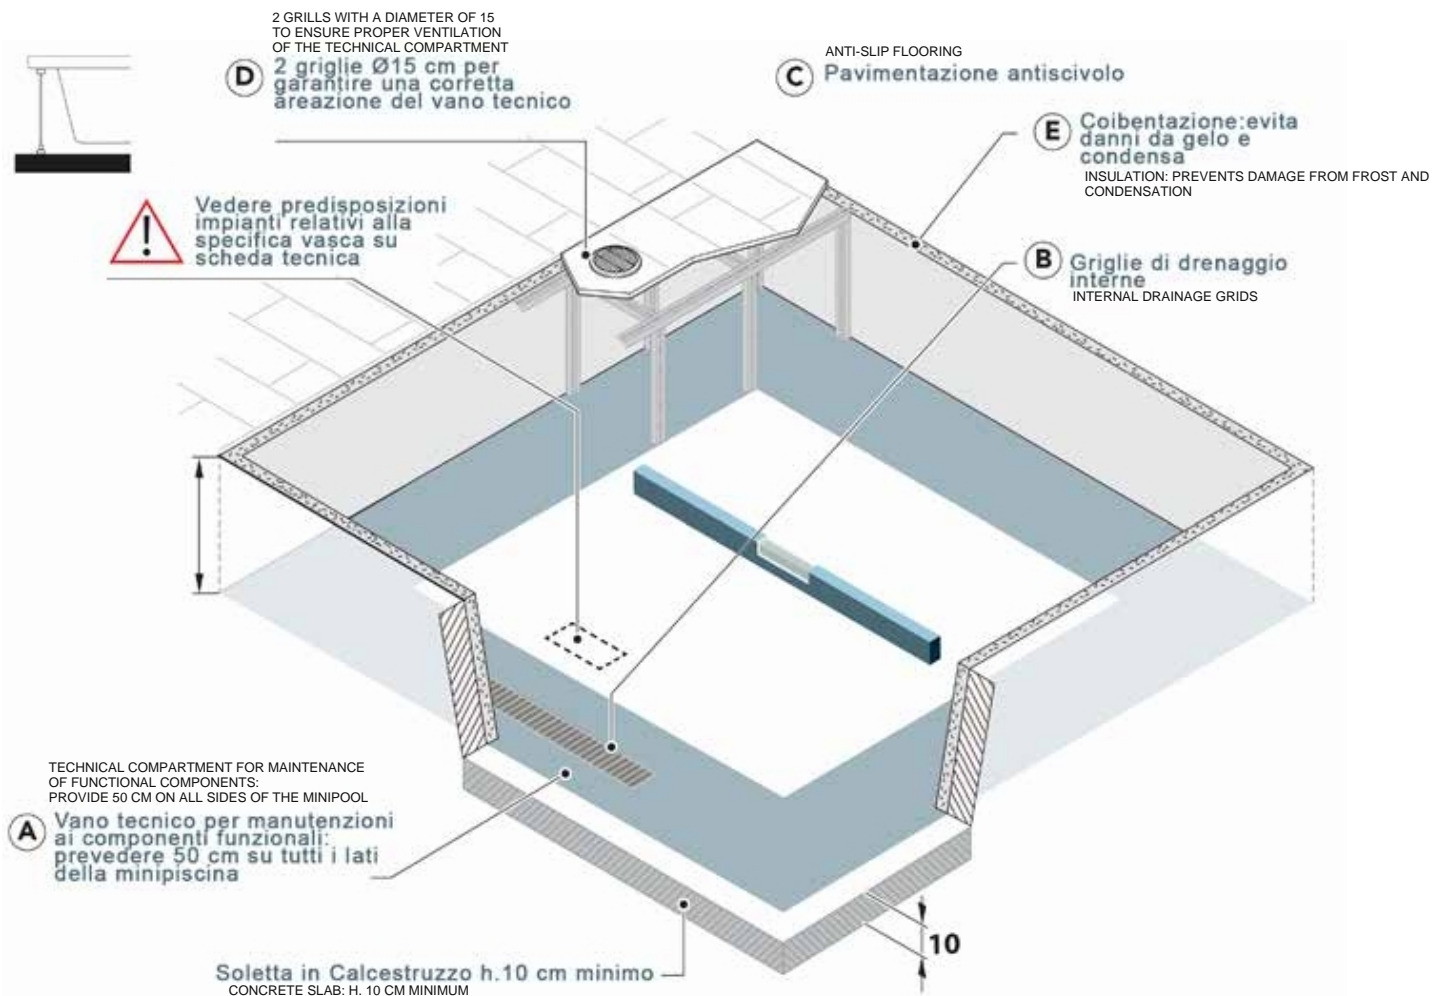 2 GRILLS WITH A DIAMETER OF 15
TO ENSURE PROPER VENTILATION
OF THE TECHNICAL COMPARTMENT
D
2 griglie Ø15 cm per
garantire una corretta
areazione del vano tecnico
ANTI-SLIP FLOORING
C
Pavimentazione antiscivolo
E
Coibentazione:evita
danni da gelo e
condensa
INSULATION: PREVENTS DAMAGE FROM FROST AND
CONDENSATION
!
Vedere predisposizioni
impianti relativi alla
specifica vasca su
scheda tecnica
B
Griglie di drenaggio
interne
INTERNAL DRAINAGE GRIDS
TECHNICAL COMPARTMENT FOR MAINTENANCE
OF FUNCTIONAL COMPONENTS:
PROVIDE 50 CM ON ALL SIDES OF THE MINIPOOL
A
Vano tecnico per manutenzioni
ai componenti funzionali:
prevedere 50 cm su tutti i lati
della minipiscina
10
Soletta in Calcestruzzo h.10 cm minimo
CONCRETE SLAB: H. 10 CM MINIMUM